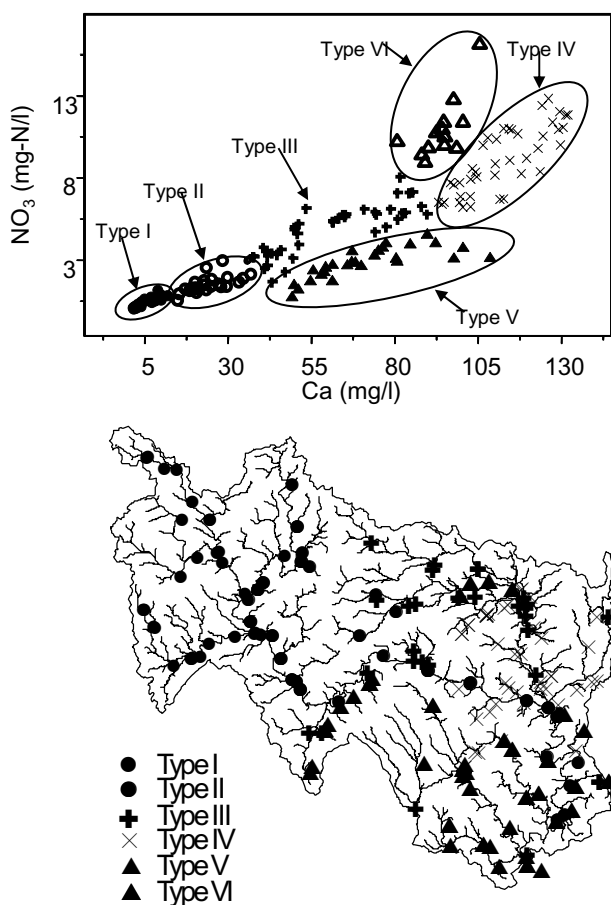 Type VI
Type IV
Type III
Type II
Type I
Type V
NO3 (mg-N/l)
13
8
3
5 30 55 80 105 130
Ca (mg/l)
Type I
Type II
Type III
Type IV
Type V
Type VI